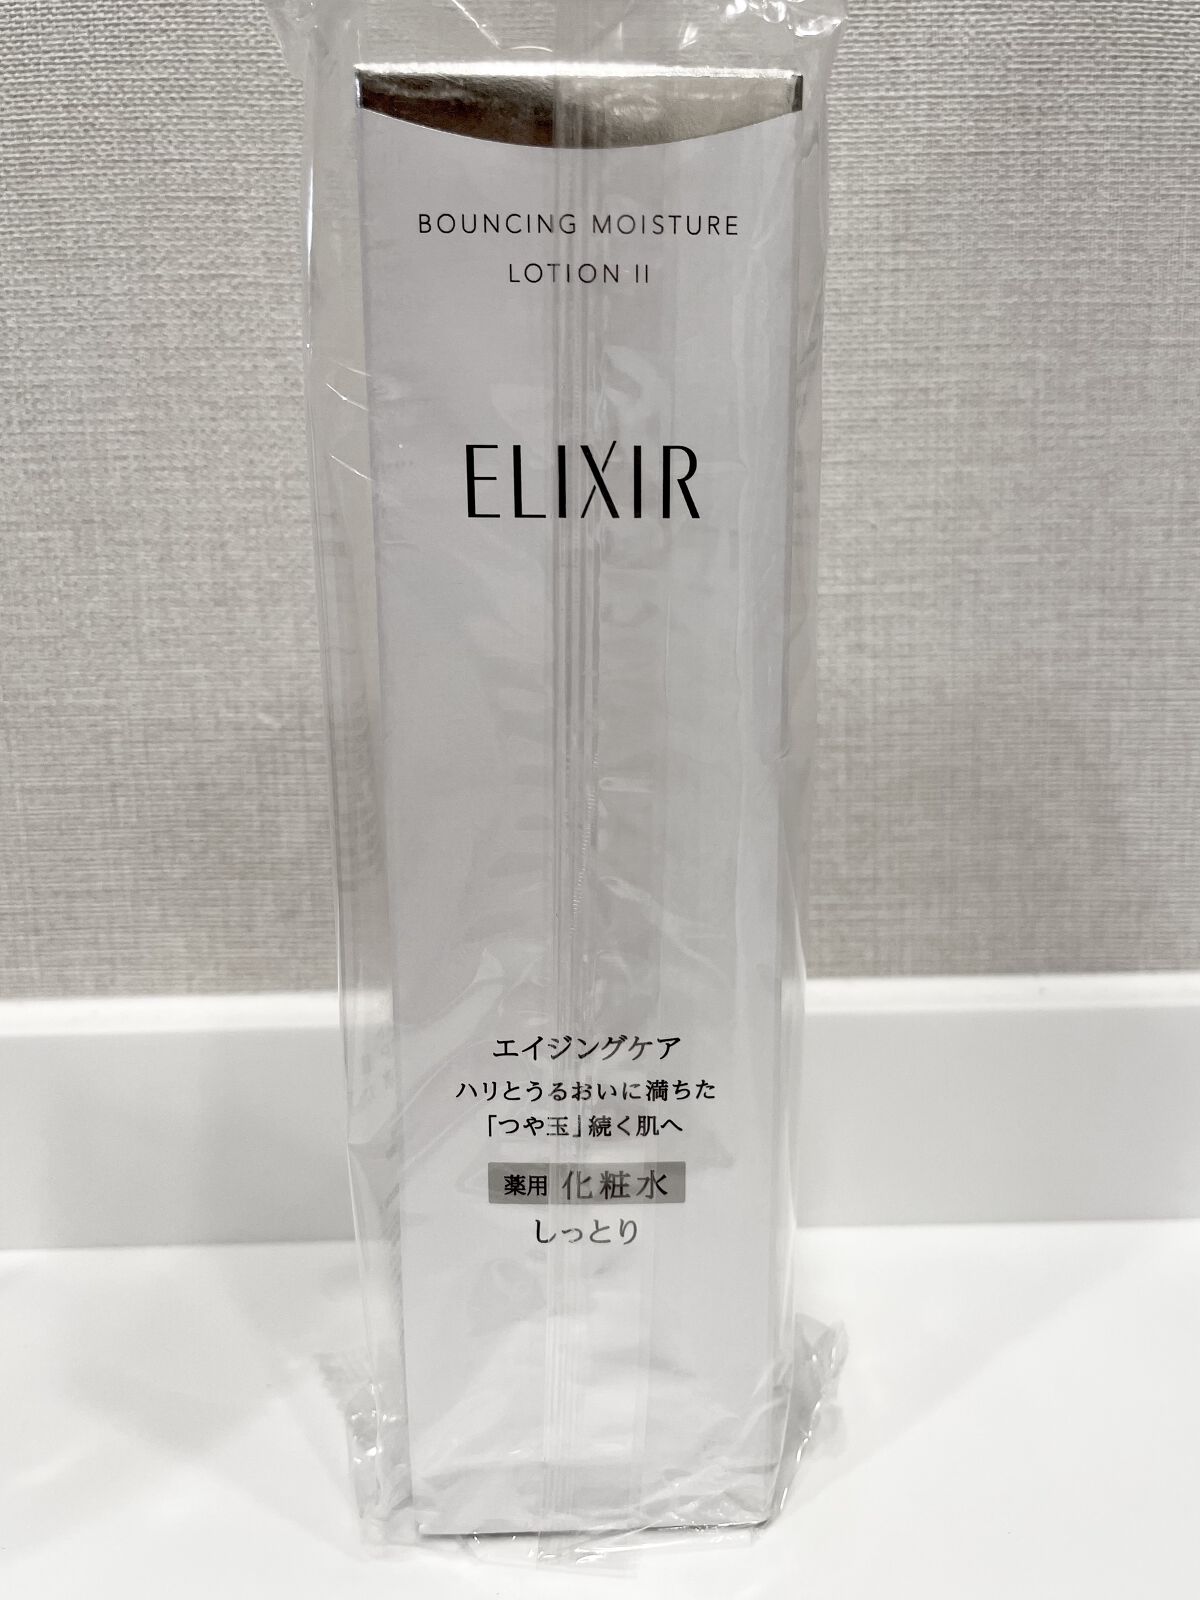 BOUNCING MOISTURE
LOTION II
ELIXIR
エイジングケア
ハリとうるおいに満ちた
「つや玉」続く肌へ
薬用 化粧水
しっとり